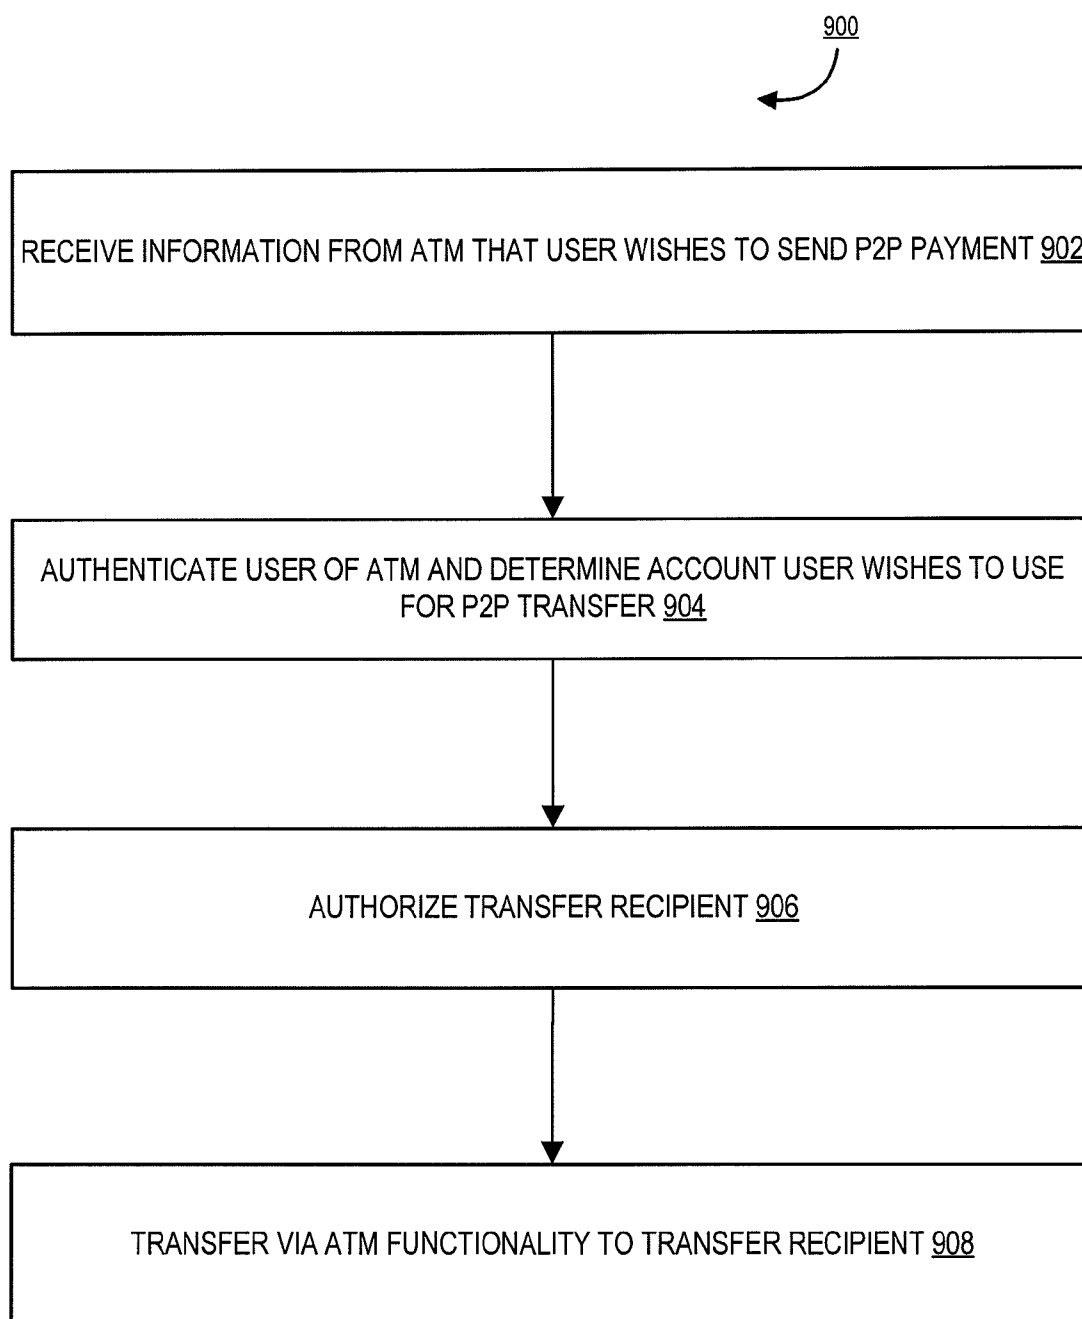 900
RECEIVE INFORMATION FROM ATM THAT USER WISHES TO SEND P2P PAYMENT 902
AUTHENTICATE USER OF ATM AND DETERMINE ACCOUNT USER WISHES TO USE
FOR P2P TRANSFER 904
AUTHORIZE TRANSFER RECIPIENT 906
TRANSFER VIA ATM FUNCTIONALITY TO TRANSFER RECIPIENT 908